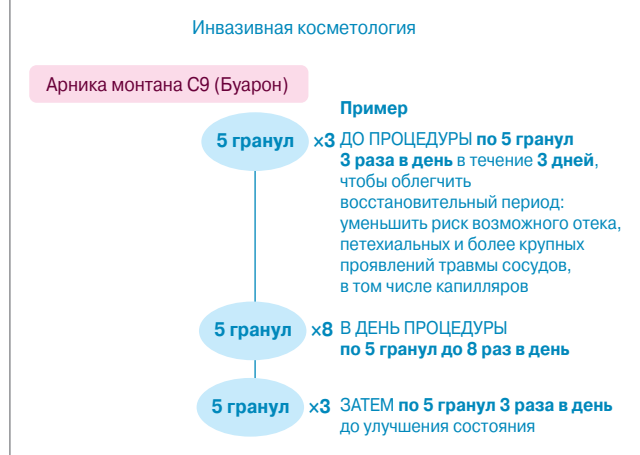 Инвазивная косметология
Арника монтана С9 (Буарон)
Пример
5 гранул ×3 ДО ПРОЦЕДУРЫ по 5 гранул
3 раза в день в течение 3 дней,
чтобы облегчить
восстановительный период:
уменьшить риск возможного отека,
петехиальных и более крупных
проявлений травмы сосудов,
в том числе капилляров
5 гранул ×8 В ДЕНЬ ПРОЦЕДУРЫ
по 5 гранул до 8 раз в день
5 гранул ×3 ЗАТЕМ по 5 гранул 3 раза в день
до улучшения состояния